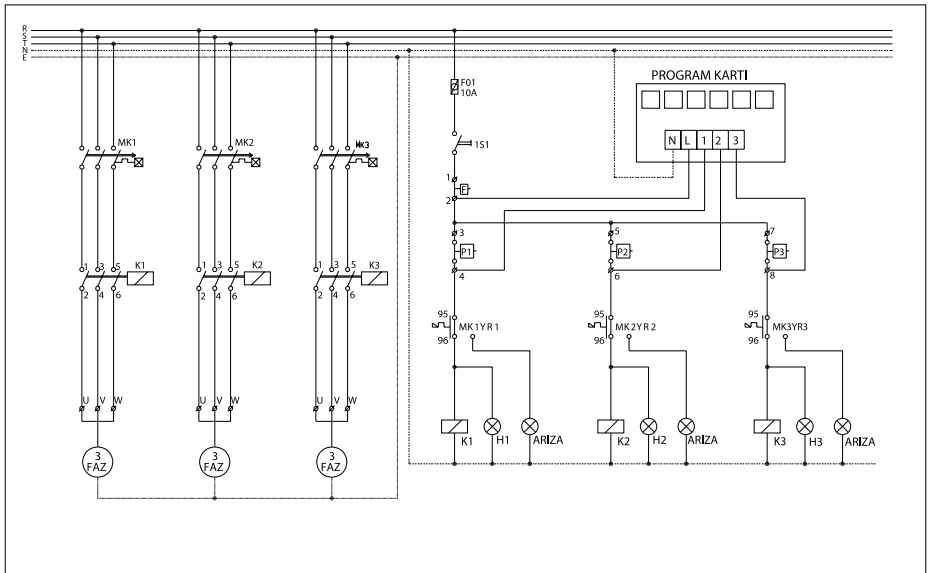 R
S
T
N
E
MK1
MK2
MK3
F01
10A
1S1
PROGRAM KARTI
N L 1 2 3
1
F
2
3
P1
4
5
P2
6
7
P3
8
1 3 5 K1
2 4 6
1 3 5 K2
2 4 6
1 3 5 K3
2 4 6
95
96
MK1YR1
95
96
MK2YR2
95
96
MK3YR3
U V W
U V W
U V W
3
FAZ
3
FAZ
3
FAZ
K1 H1 ARIZA
K2 H2 ARIZA
K3 H3 ARIZA